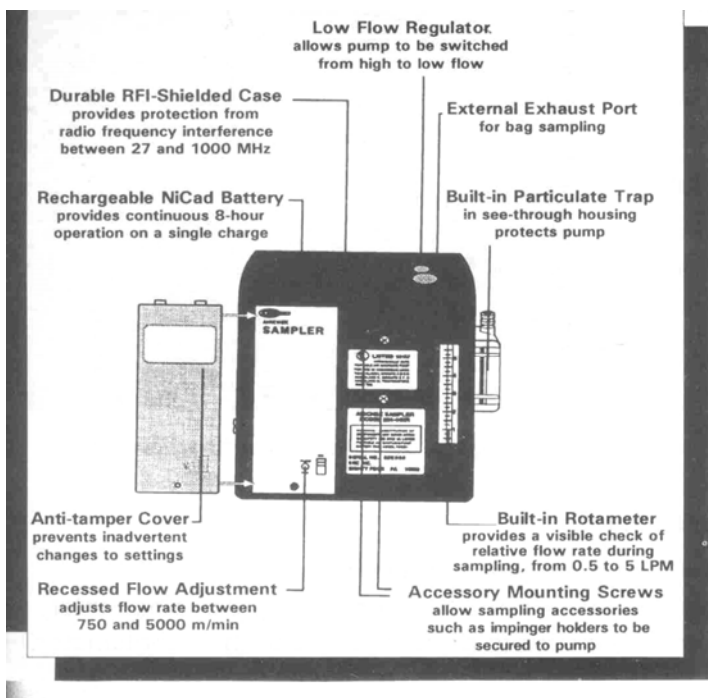 Low Flow Regulator.
allows pump to be switched
from high to low flow
Durable RFI-Shielded Case
provides protection from
radio frequency interference
between 27 and 1000 MHz
External Exhaust Port
for bag sampling
Rechargeable NiCad Battery
provides continuous 8-hour
operation on a single charge
Built-in Particulate Trap
in see-through housing
protects pump
SAMPLER
LISTED
SAMPLER
Anti-tamper Cover
prevents inadvertent
changes to settings
Built-in Rotameter
provides a visible check of
relative flow rate during
sampling, from 0.5 to 5 LPM
Recessed Flow Adjustment
adjusts flow rate between
750 and 5000 m/min
Accessory Mounting Screws
allow sampling accessories
such as impinger holders to be
secured to pump